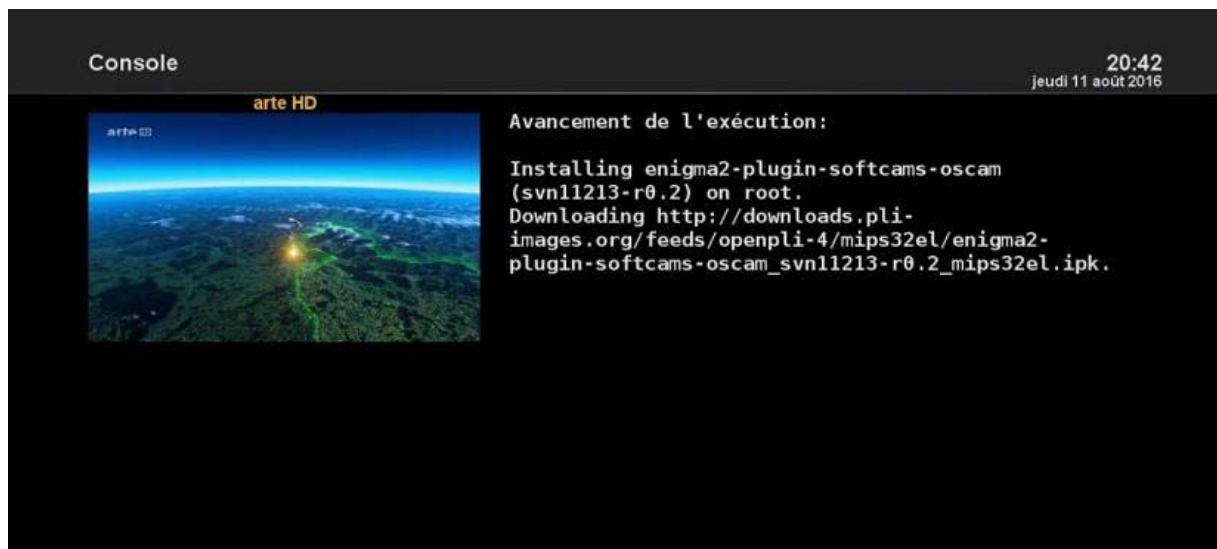 Console
20:42
jeudi 11 août 2016
arte HD
arte HD
Avancement de l'exécution:
Installing enigma2-plugin-softcams-oscam
(svn11213-r0.2) on root.
Downloading http://downloads.pli-
images.org/feeds/openpli-4/mips32el/enigma2-
plugin-softcams-oscam_svn11213-r0.2_mips32el.ipk.